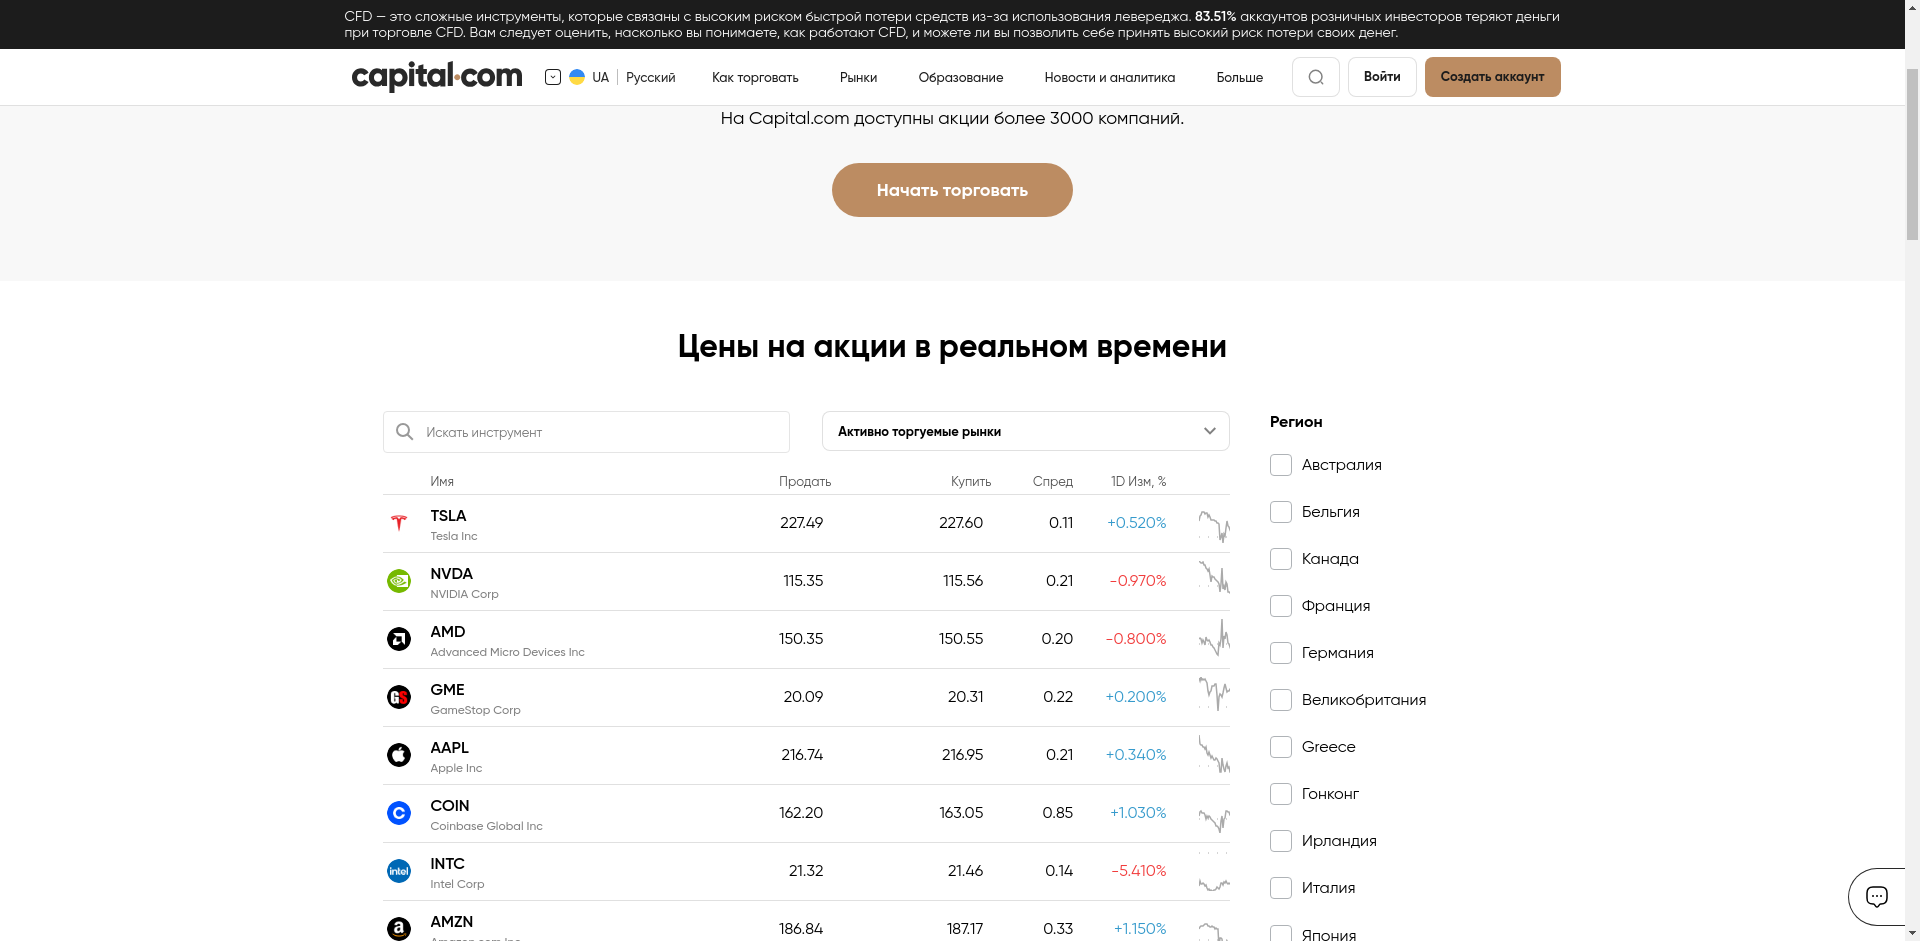 CFD — это сложные инструменты, которые связаны с высоким риском быстрой потери средств из-за использования левереджа. 83.51% аккаунтов розничных инвесторов теряют деньги
при торговле CFD. Вам следует оценить, насколько вы понимаете, как работают CFD, и можете ли вы позволить себе принять высокий риск потери своих денег.
capital.com UA Русский Как торговать Рынки Образование Новости и аналитика Больше Войти Создать аккаунт
На Capital.com доступны акции более 3000 компаний.
Начать торговать
Цены на акции в реальном времени
Искать инструмент Активно торгуемые рынки
Имя Продать Купить Спред 1D Изм, %
TSLA 227.49 227.60 0.11 +0.520%
Tesla Inc
NVDA 115.35 115.56 0.21 -0.970%
NVIDIA Corp
AMD 150.35 150.55 0.20 -0.800%
Advanced Micro Devices Inc
GS GME 20.09 20.31 0.22 +0.200%
GameStop Corp
AAPL 216.74 216.95 0.21 +0.340%
Apple Inc
COIN 162.20 163.05 0.85 +1.030%
Coinbase Global Inc
intel INTC 21.32 21.46 0.14 -5.410%
Intel Corp
AMZN 186.84 187.17 0.33 +1.150%
Amazon.com Inc
Регион
Австралия
Бельгия
Канада
Франция
Германия
Великобритания
Greece
Гонконг
Ирландия
Италия
Япония